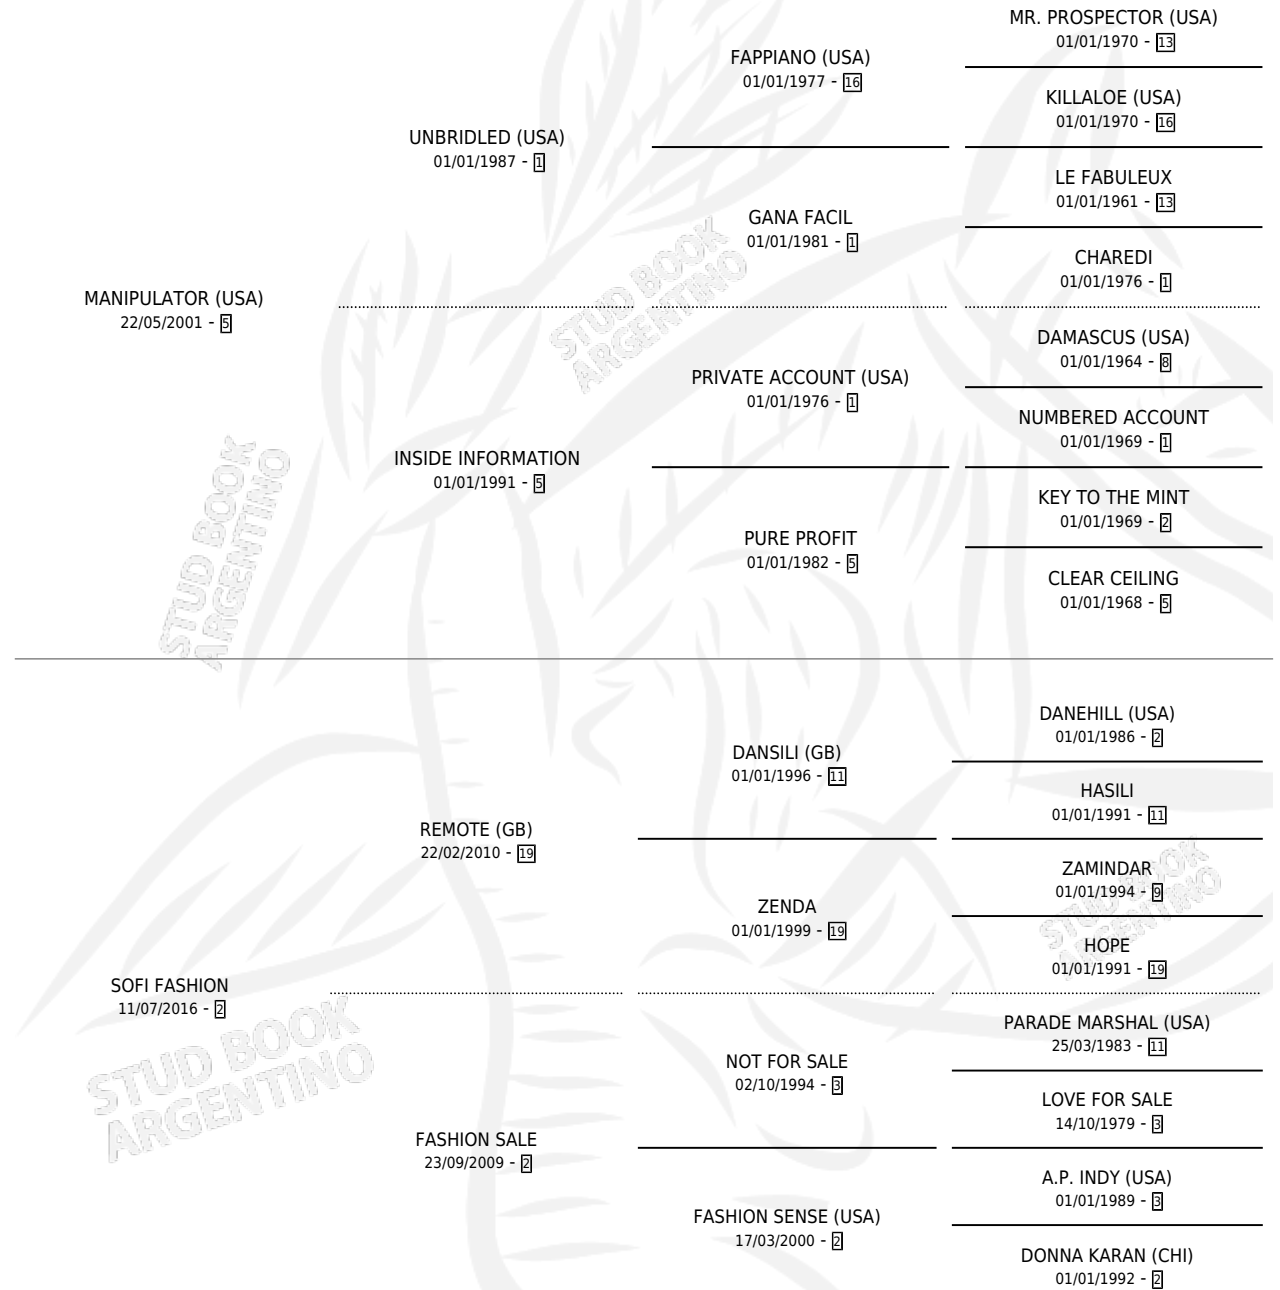 MR. PROSPECTOR (USA)
01/01/1970 - 13
FAPPIANO (USA)
01/01/1977 - 16
KILLALOE (USA)
01/01/1970 - 16
UNBRIDLED (USA)
01/01/1987 - 1
LE FABULEUX
01/01/1961 - 13
GANA FACIL
01/01/1981 - 1
CHAREDI
01/01/1976 - 1
MANIPULATOR (USA)
22/05/2001 - 5
DAMASCUS (USA)
01/01/1964 - 8
PRIVATE ACCOUNT (USA)
01/01/1976 - 1
NUMBERED ACCOUNT
01/01/1969 - 1
INSIDE INFORMATION
01/01/1991 - 5
KEY TO THE MINT
01/01/1969 - 2
PURE PROFIT
01/01/1982 - 5
CLEAR CEILING
01/01/1968 - 5
STUD BOOK
ARGENTINO
STUD BOOK
ARGENTINO
DANEHILL (USA)
01/01/1986 - 2
DANSILI (GB)
01/01/1996 - 11
HASILI
01/01/1991 - 11
REMOTE (GB)
22/02/2010 - 19
ZAMINDAR
01/01/1994 - 9
ZENDA
01/01/1999 - 19
HOPE
01/01/1991 - 19
SOFI FASHION
11/07/2016 - 2
PARADE MARSHAL (USA)
25/03/1983 - 11
NOT FOR SALE
02/10/1994 - 3
LOVE FOR SALE
14/10/1979 - 3
FASHION SALE
23/09/2009 - 2
A.P. INDY (USA)
01/01/1989 - 3
FASHION SENSE (USA)
17/03/2000 - 2
DONNA KARAN (CHI)
01/01/1992 - 2
STUD BOOK
ARGENTINO
STUD BOOK
ARGENTINO